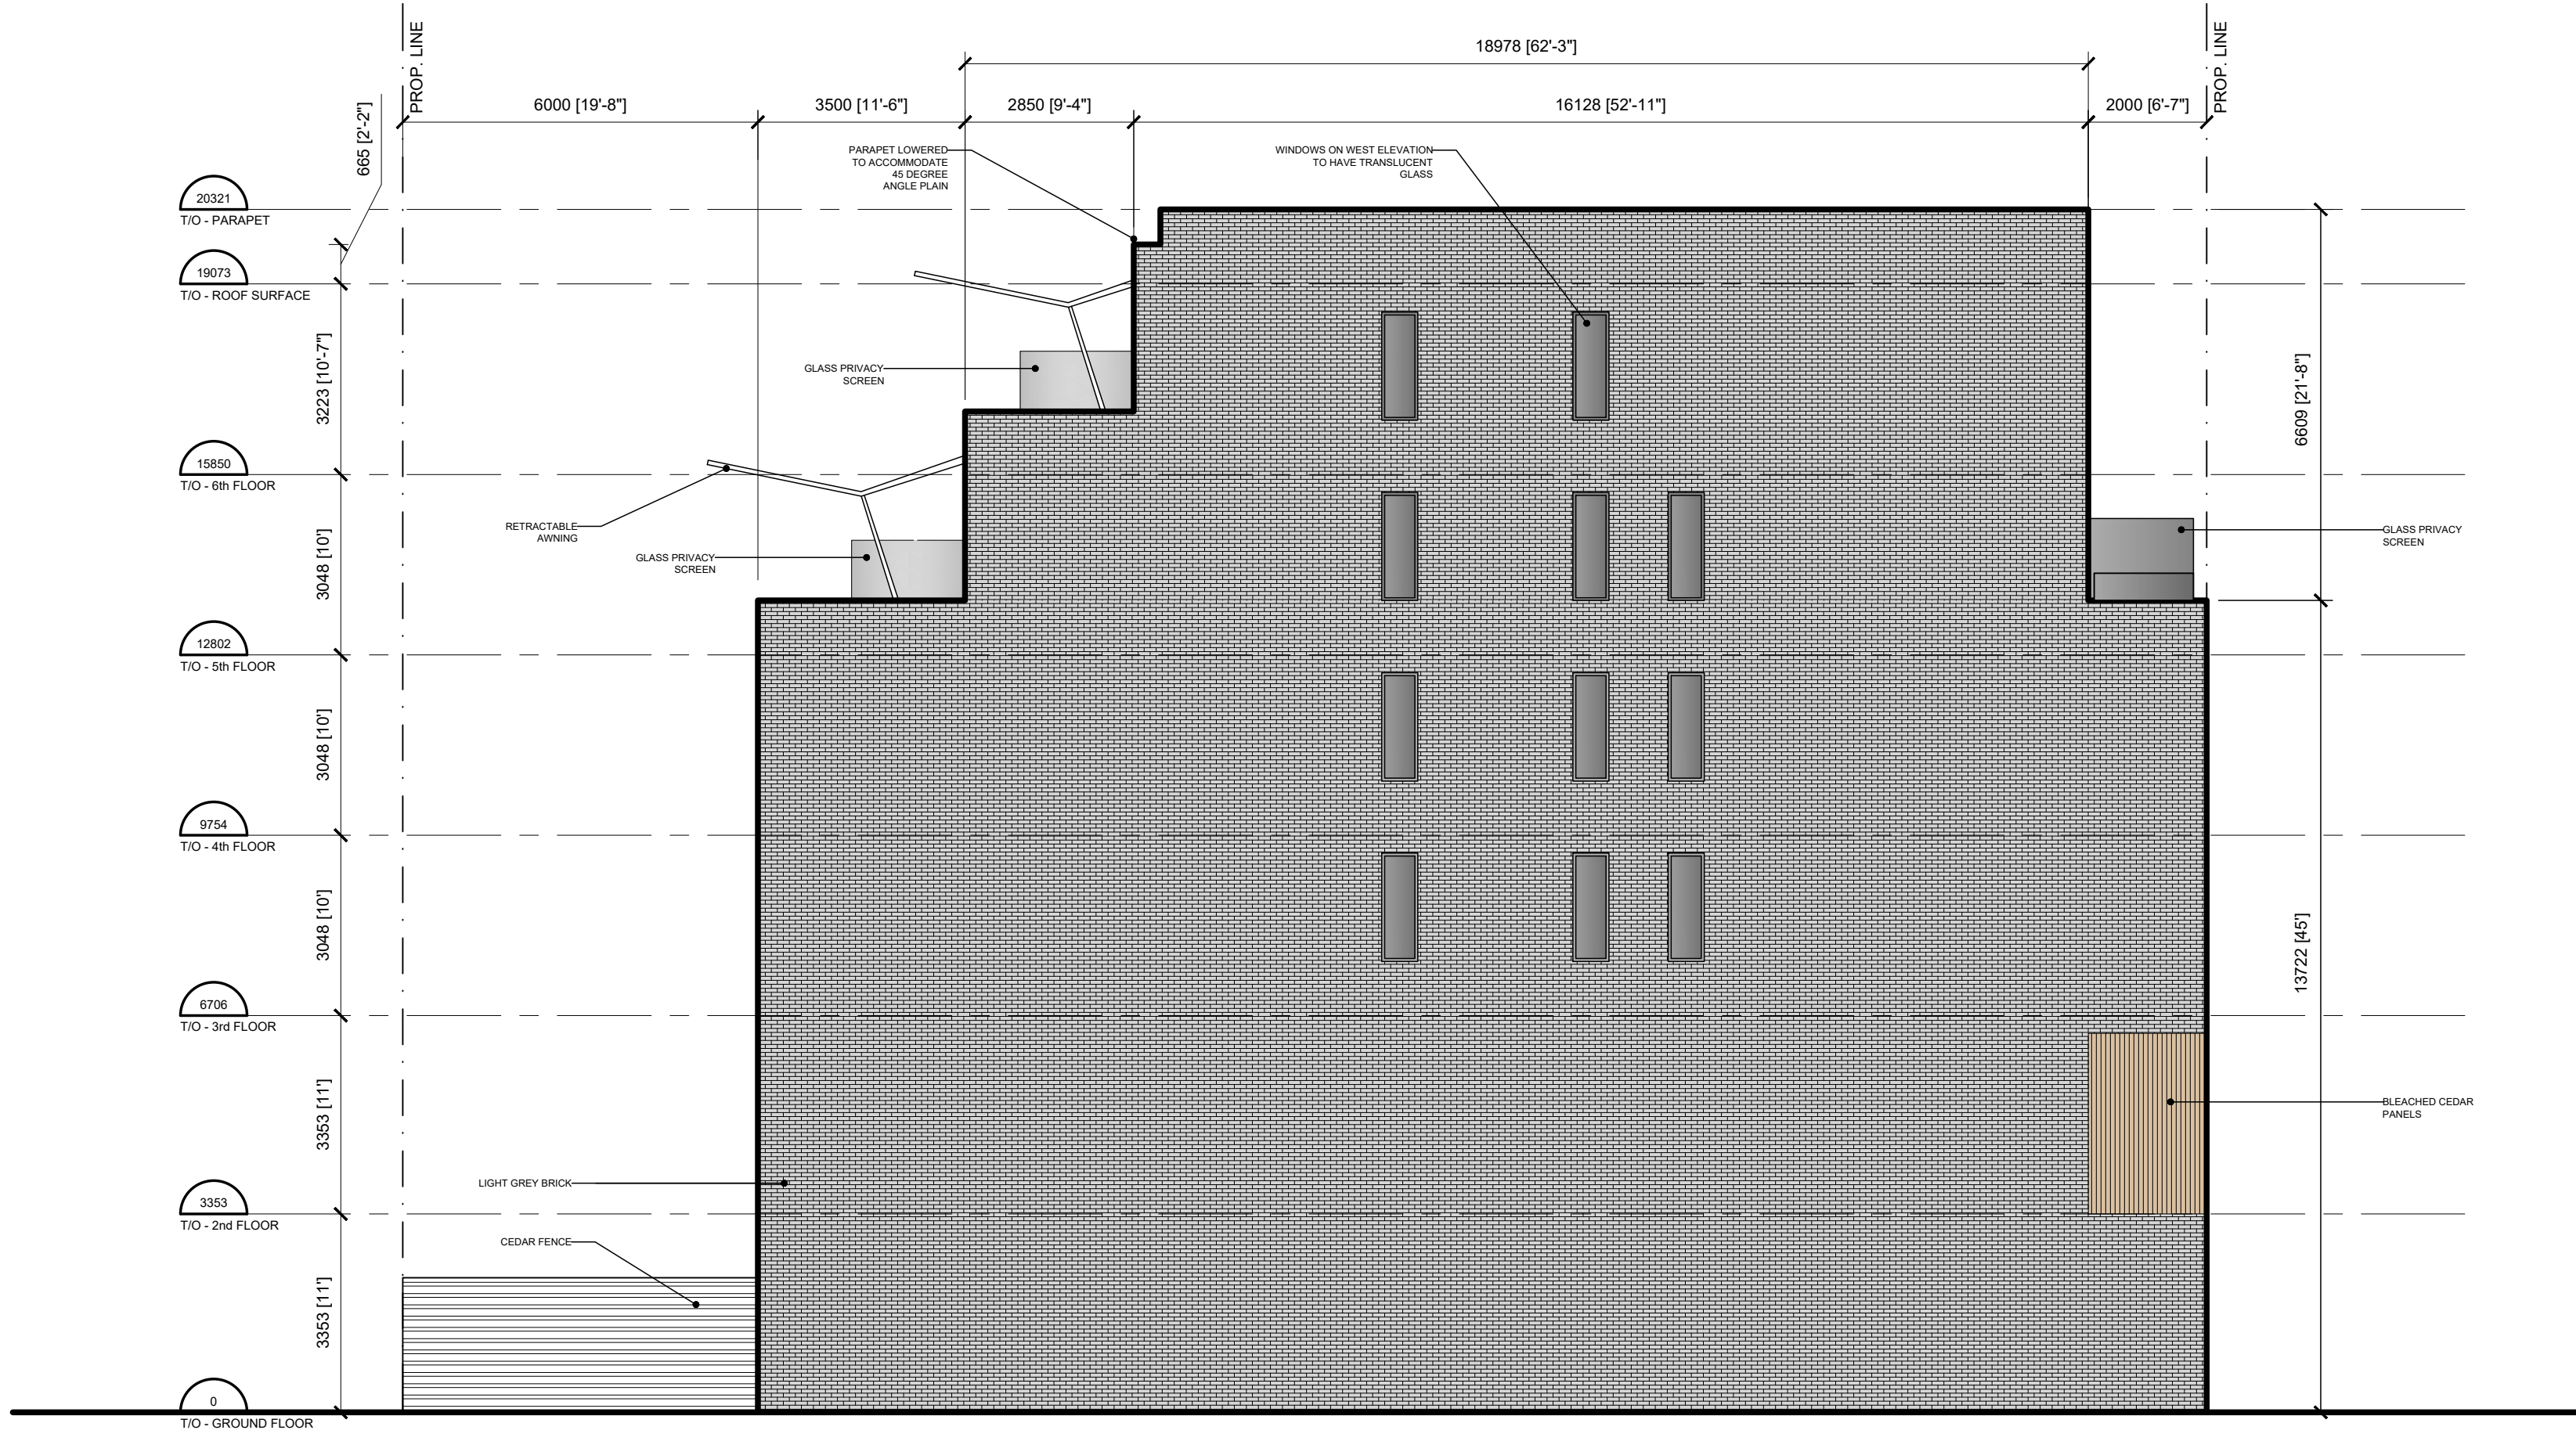 18978 [62'-3"]
PROP. LINE
PROP. LINE
6000 [19'-8"]
3500 [11'-6"]
2850 [9'-4"]
16128 [52'-11"]
2000 [6'-7"]
665 [2'-2"]
PARAPET LOWERED
TO ACCOMMODATE
45 DEGREE
ANGLE PLAIN
WINDOWS ON WEST ELEVATION
TO HAVE TRANSLUCENT
GLASS
20321
T/O - PARAPET
19073
T/O - ROOF SURFACE
3223 [10'-7"]
GLASS PRIVACY
SCREEN
6609 [21'-8"]
15850
T/O - 6th FLOOR
RETRACTABLE
AWNING
GLASS PRIVACY
SCREEN
GLASS PRIVACY
SCREEN
3048 [10']
12802
T/O - 5th FLOOR
3048 [10']
9754
T/O - 4th FLOOR
3048 [10']
13722 [45']
6706
T/O - 3rd FLOOR
3353 [11']
BLEACHED CEDAR
PANELS
LIGHT GREY BRICK
3353
T/O - 2nd FLOOR
CEDAR FENCE
3353 [11']
0
T/O - GROUND FLOOR